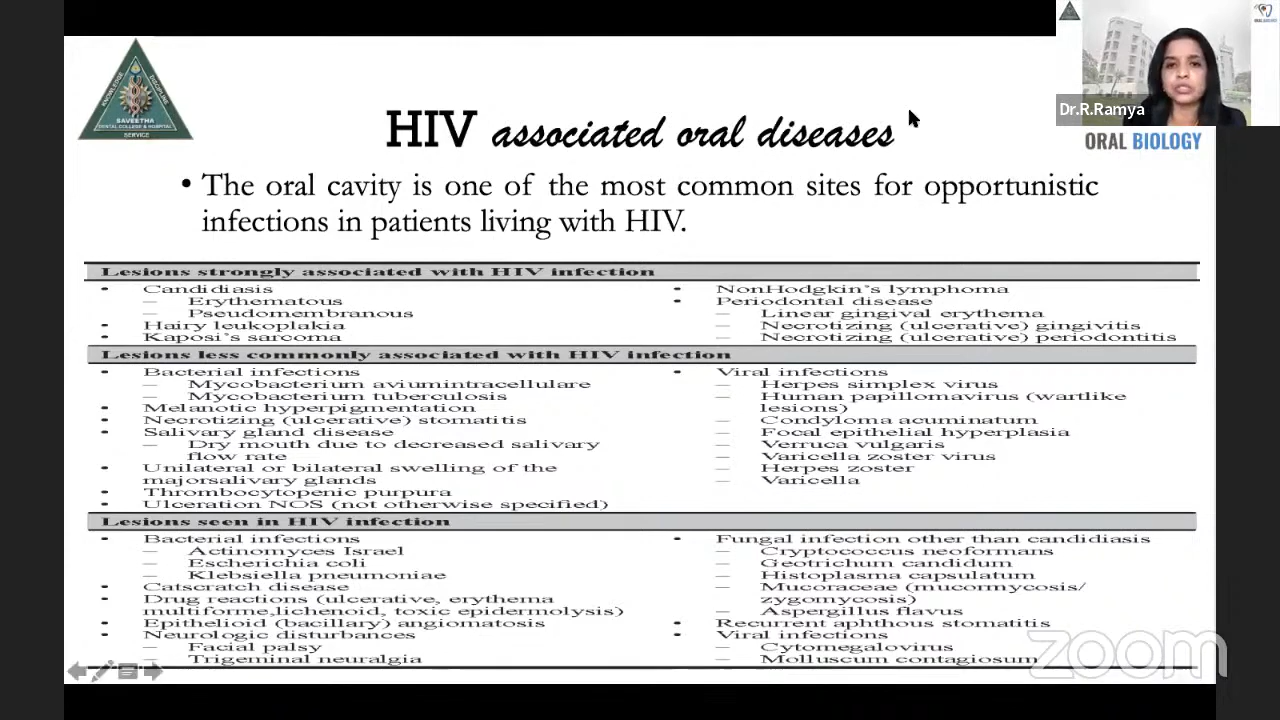 KNOWLEDGE
DISCIPLINE
SAVEETHA
DENTAL COLLEGE & HOSPITAL
SERVICE
Dr.R.Ramya
ORAL BIOLOGY
HIV associated oral diseases
• The oral cavity is one of the most common sites for opportunistic
infections in patients living with HIV.
Lesions strongly associated with HIV infection
• Candidiasis
– Erythematous
– Pseudomembranous
• Hairy leukoplakia
• Kaposi's sarcoma
• NonHodgkin's lymphoma
• Periodontal disease
– Linear gingival erythema
– Necrotizing (ulcerative) gingivitis
– Necrotizing (ulcerative) periodontitis
Lesions less commonly associated with HIV infection
• Bacterial infections
– Mycobacterium aviumintracellulare
– Mycobacterium tuberculosis
• Melanotic hyperpigmentation
• Necrotizing (ulcerative) stomatitis
• Salivary gland disease
– Dry mouth due to decreased salivary
flow rate
• Unilateral or bilateral swelling of the
majorsalivary glands
• Thrombocytopenic purpura
• Ulceration NOS (not otherwise specified)
• Viral infections
– Herpes simplex virus
– Human papillomavirus (wartlike
lesions)
– Condyloma acuminatum
– Focal epithelial hyperplasia
– Verruca vulgaris
– Varicella zoster virus
– Herpes zoster
– Varicella
Lesions seen in HIV infection
• Bacterial infections
– Actinomyces Israel
– Escherichia coli
– Klebsiella pneumoniae
• Catscratch disease
• Drug reactions (ulcerative, erythema
multiforme,lichenoid, toxic epidermolysis)
• Epithelioid (bacillary) angiomatosis
• Neurologic disturbances
– Facial palsy
– Trigeminal neuralgia
• Fungal infection other than candidiasis
– Cryptococcus neoformans
– Geotrichum candidum
– Histoplasma capsulatum
– Mucoraceae (mucormycosis/
zygomycosis)
– Aspergillus flavus
• Recurrent aphthous stomatitis
• Viral infections
– Cytomegalovirus
– Molluscum contagiosum
zoom